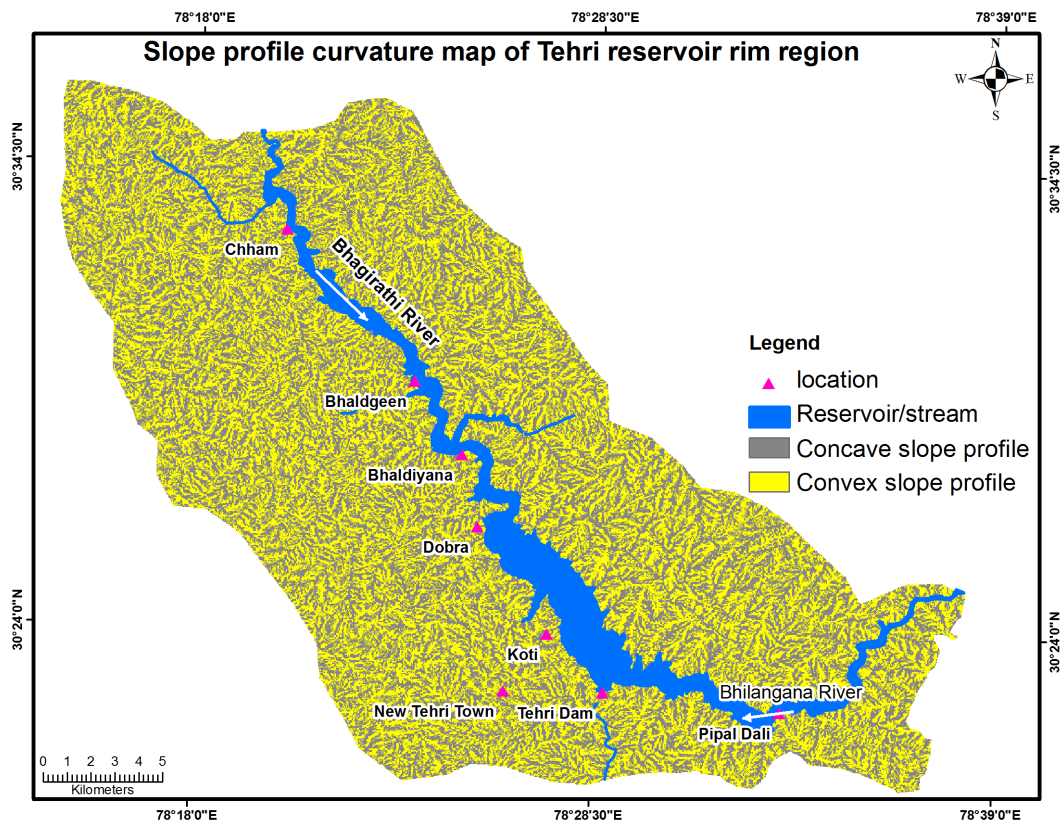 78°18'0"E 78°28'30"E 78°39'0"E
Slope profile curvature map of Tehri reservoir rim region
N
W E
S
30°34'30"N
30°34'30"N
Chham
Bhagirathi River
Legend
location
Reservoir/stream
Concave slope profile
Convex slope profile
Bhaldgeen
Bhaldiyana
Dobra
30°24'0"N
30°24'0"N
Koti
Bhilangana River
New Tehri Town
Tehri Dam
Pipal Dali
0 1 2 3 4 5
Kilometers
78°18'0"E 78°28'30"E 78°39'0"E